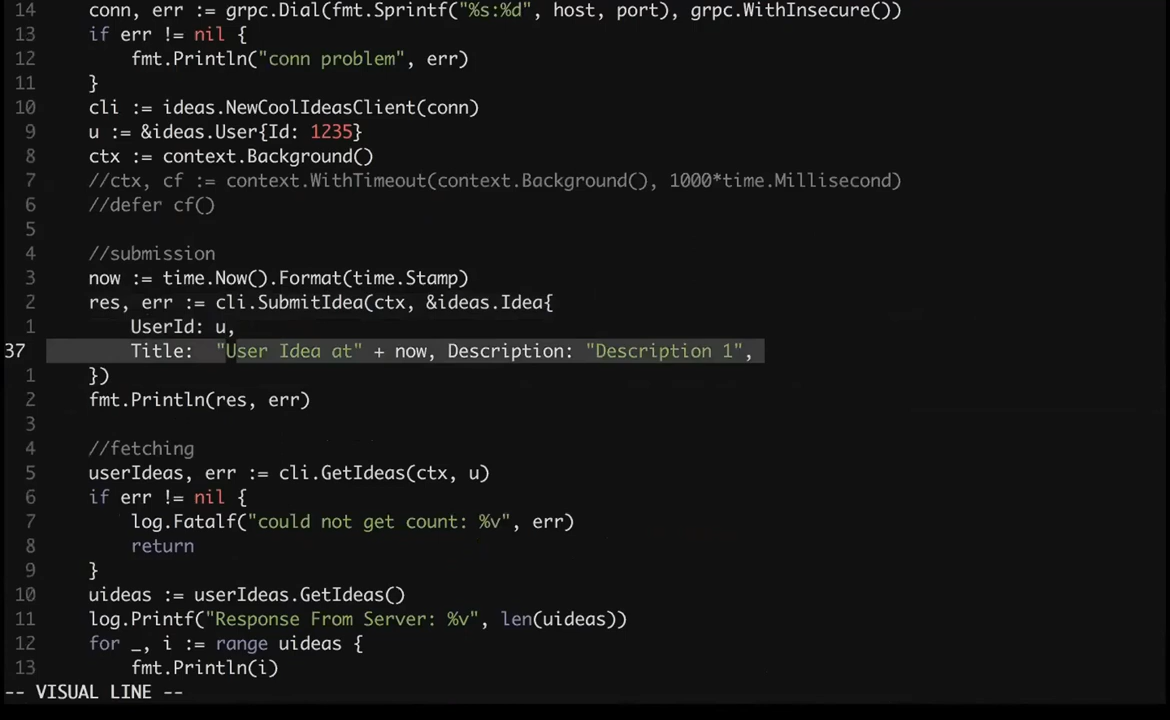 14 conn, err := grpc.Dial(fmt.Sprintf("%s:%d", host, port), grpc.WithInsecure())
13 if err != nil {
12 fmt.Println("conn problem", err)
11 }
10 cli := ideas.NewCoolIdeasClient(conn)
9 u := &ideas.User{Id: 1235}
8 ctx := context.Background()
7 //ctx, cf := context.WithTimeout(context.Background(), 1000*time.Millisecond)
6 //defer cf()
5
4 //submission
3 now := time.Now().Format(time.Stamp)
2 res, err := cli.SubmitIdea(ctx, &ideas.Idea{
1 UserId: u,
37 Title: "User Idea at" + now, Description: "Description 1",
1 })
2 fmt.Println(res, err)
3
4 //fetching
5 userIdeas, err := cli.GetIdeas(ctx, u)
6 if err != nil {
7 log.Fatalf("could not get count: %v", err)
8 return
9 }
10 uideas := userIdeas.GetIdeas()
11 log.Printf("Response From Server: %v", len(uideas))
12 for _, i := range uideas {
13 fmt.Println(i)
-- VISUAL LINE --